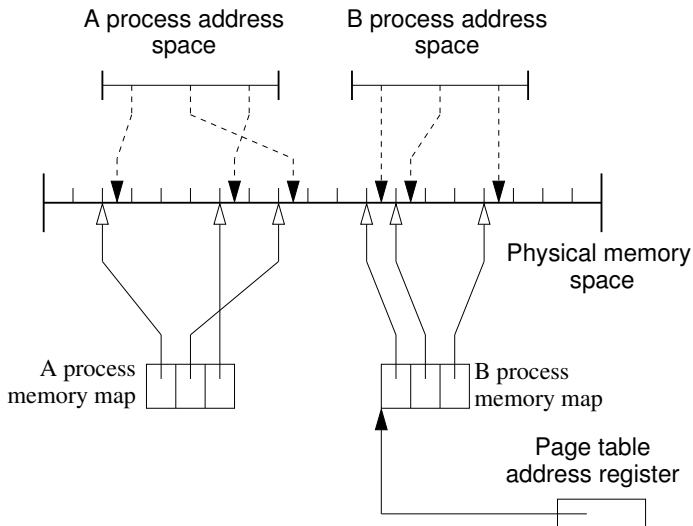 A process address
space
B process address
space
Physical memory
space
A process
memory map
B process
memory map
Page table
address register